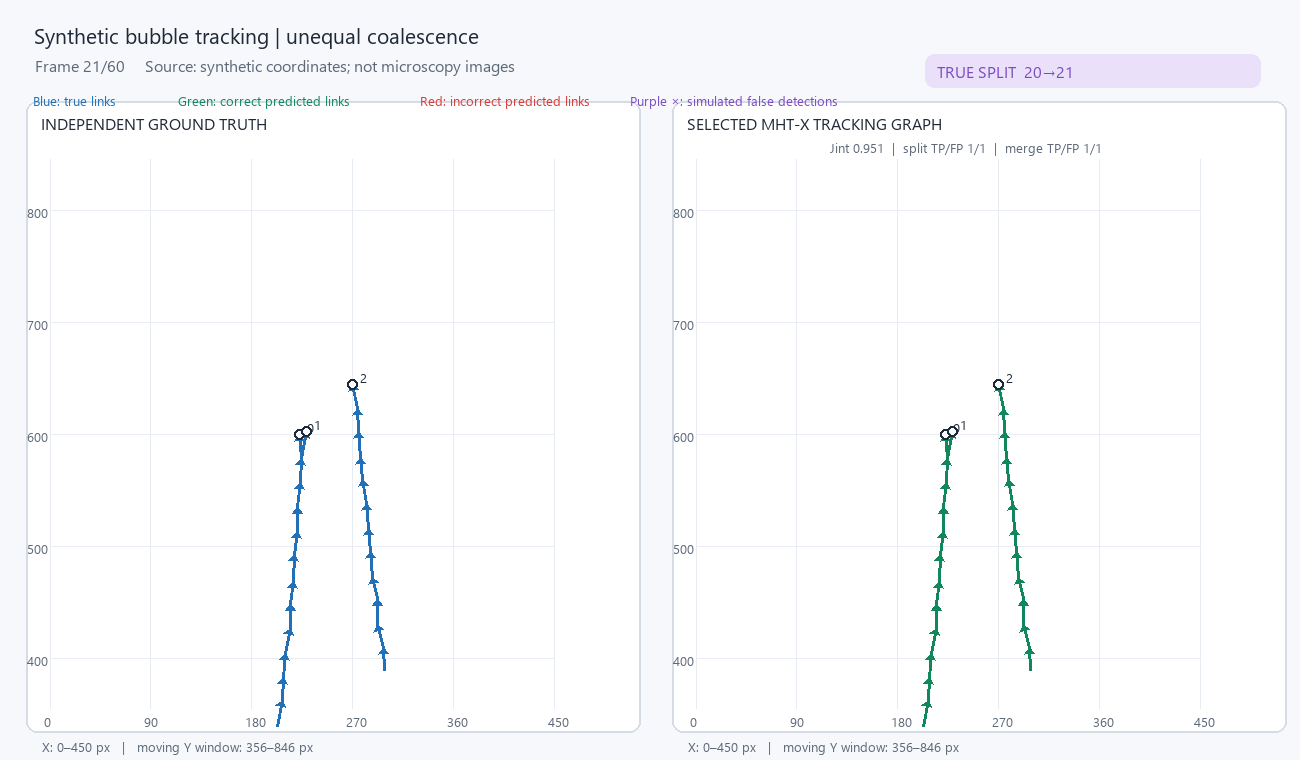 Synthetic bubble tracking | unequal coalescence
Frame 21/60 Source: synthetic coordinates; not microscopy images
TRUE SPLIT 20→21
Blue: true links Green: correct predicted links Red: incorrect predicted links Purple ×: simulated false detections
INDEPENDENT GROUND TRUTH
800
700
600
500
400
2
1
0 90 180 270 360 450
X: 0–450 px | moving Y window: 356–846 px
SELECTED MHT-X TRACKING GRAPH
Jint 0.951 | split TP/FP 1/1 | merge TP/FP 1/1
800
700
600
500
400
2
1
0 90 180 270 360 450
X: 0–450 px | moving Y window: 356–846 px